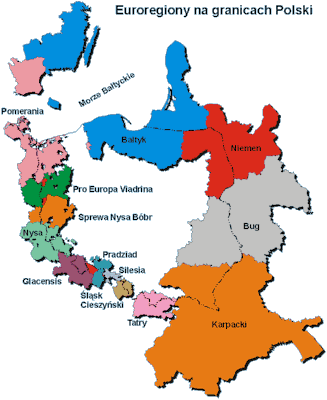 Euroregiony na granicach Polski
Morze Bałtyckie
Pomerania
Bałtyk
Niemen
Pro Europa Viadrina
Sprewa Nysa Bóbr
Nysa
Bug
Pradziad
Silesia
Glacensis
Śląsk
Cieszyński
Tatry
Karpacki